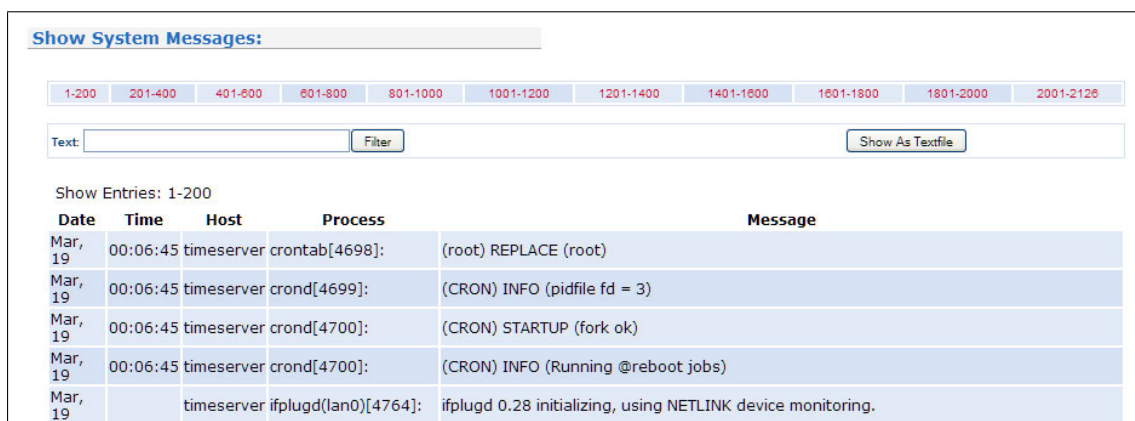 Show System Messages:
1-200 201-400 401-600 601-800 801-1000 1001-1200 1201-1400 1401-1600 1601-1800 1801-2000 2001-2126
Text: Filter Show As Textfile
Show Entries: 1-200
Date Time Host Process Message
Mar, 19 00:06:45 timeserver crontab[4698]: (root) REPLACE (root)
Mar, 19 00:06:45 timeserver crond[4699]: (CRON) INFO (pidfile fd = 3)
Mar, 19 00:06:45 timeserver crond[4700]: (CRON) STARTUP (fork ok)
Mar, 19 00:06:45 timeserver crond[4700]: (CRON) INFO (Running @reboot jobs)
Mar, 19 timeserver ifplugd(lan0)[4764]: ifplugd 0.28 initializing, using NETLINK device monitoring.